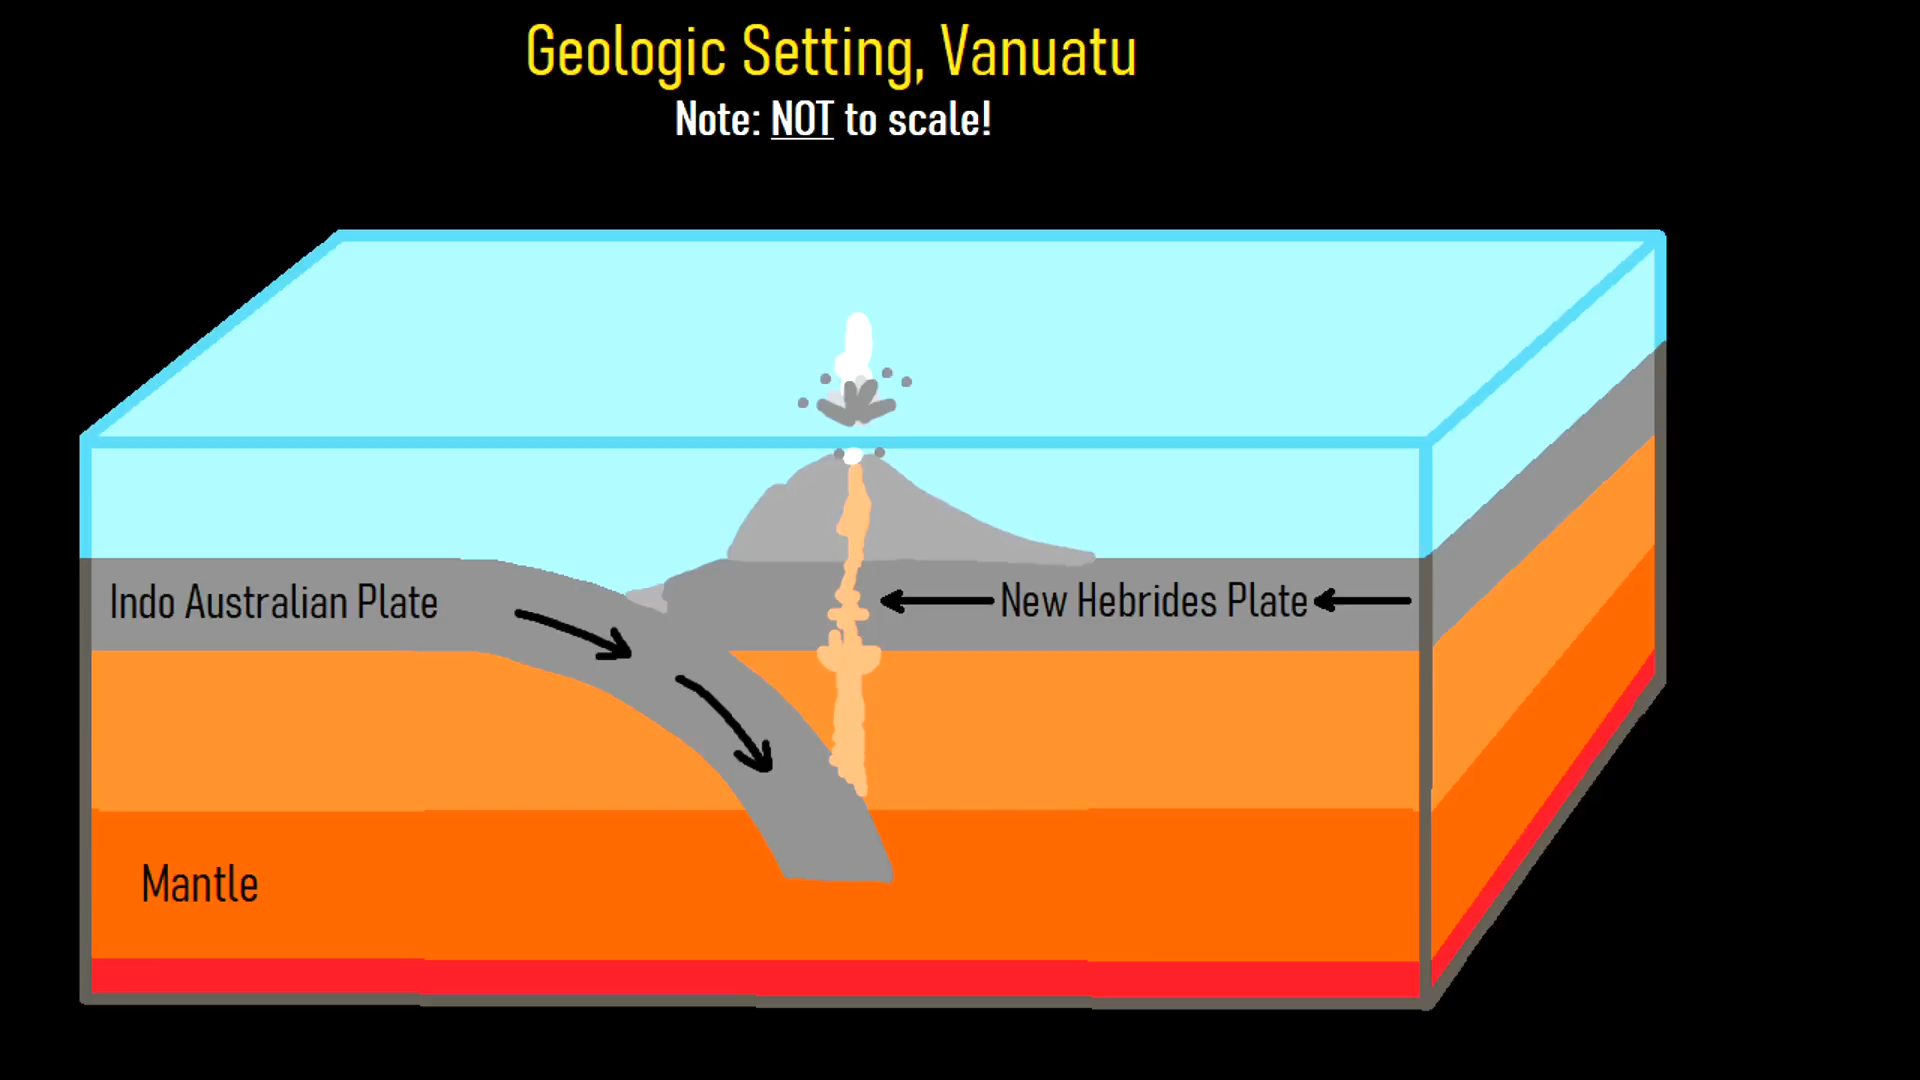 Geologic Setting, Vanuatu
Note: NOT to scale!
Indo Australian Plate
New Hebrides Plate
Mantle